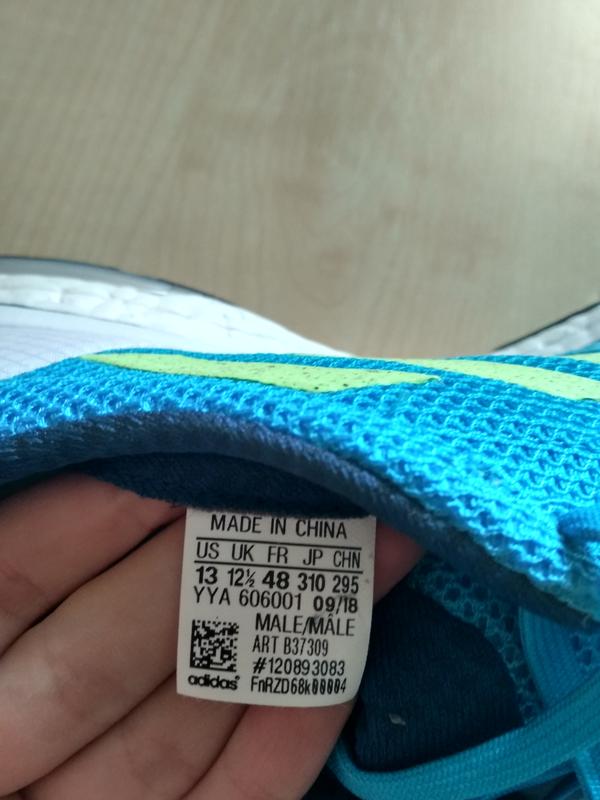 MADE IN CHINA
US UK FR JP CHN
13 12½ 48 310 295
YYA 606001 09/18
MALE/MÂLE
ART B37309
#120893083
adidas FnRZD68k00004